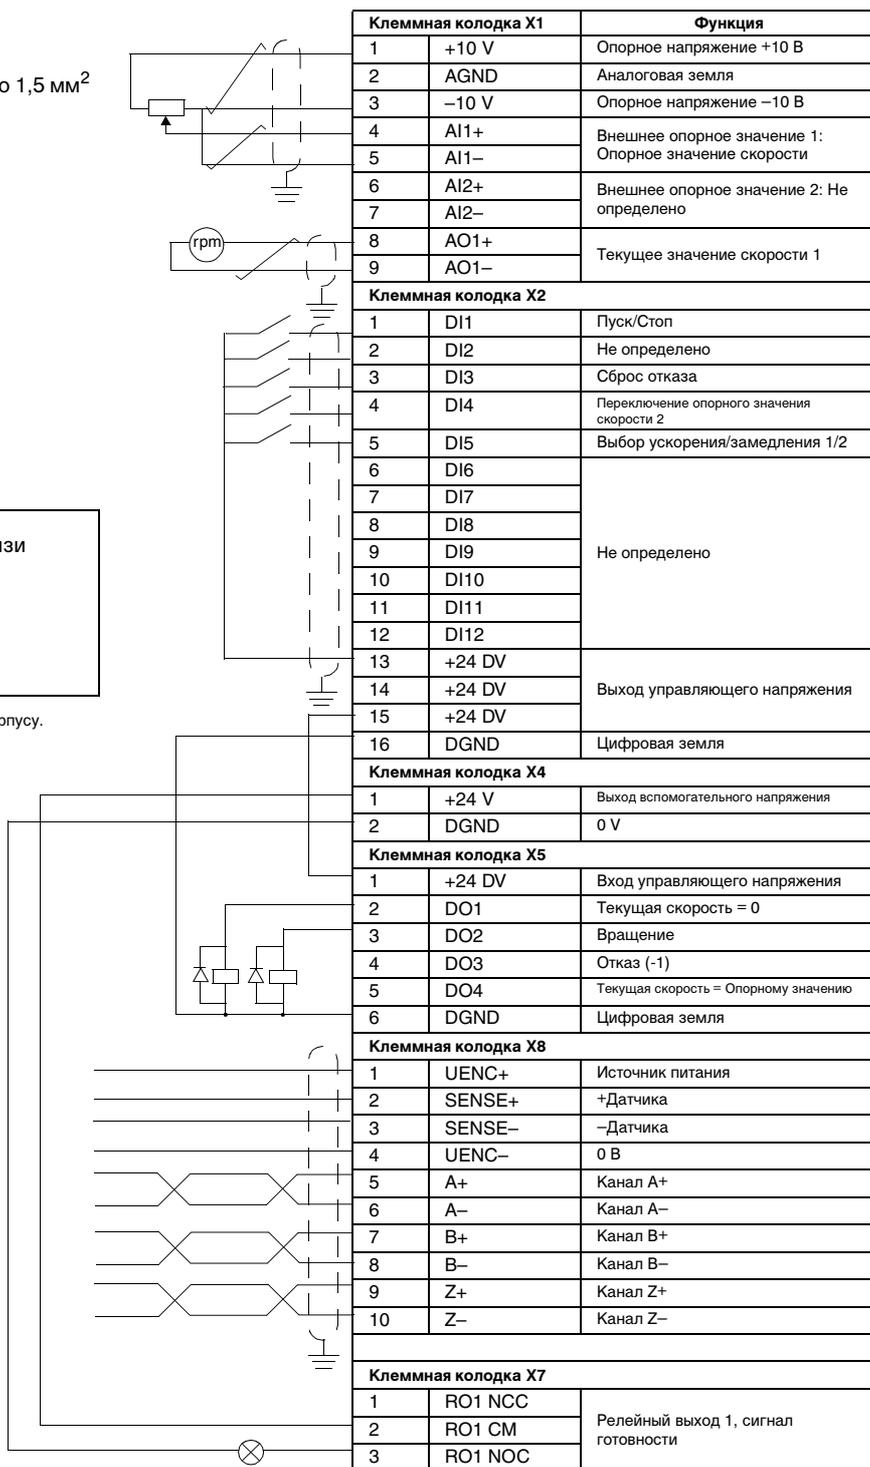 о 1,5 мм²
rpm
зи
рпусу.
Клеммная колодка X1 Функция
1 +10 V Опорное напряжение +10 В
2 AGND Аналоговая земля
3 –10 V Опорное напряжение –10 В
4 AI1+ Внешнее опорное значение 1:
5 AI1– Опорное значение скорости
6 AI2+ Внешнее опорное значение 2: Не
7 AI2– определено
8 AO1+ Текущее значение скорости 1
9 AO1–
Клеммная колодка X2
1 DI1 Пуск/Стоп
2 DI2 Не определено
3 DI3 Сброс отказа
4 DI4 Переключение опорного значения
скорости 2
5 DI5 Выбор ускорения/замедления 1/2
6 DI6
7 DI7
8 DI8
9 DI9 Не определено
10 DI10
11 DI11
12 DI12
13 +24 DV
14 +24 DV Выход управляющего напряжения
15 +24 DV
16 DGND Цифровая земля
Клеммная колодка X4
1 +24 V Выход вспомогательного напряжения
2 DGND 0 V
Клеммная колодка X5
1 +24 DV Вход управляющего напряжения
2 DO1 Текущая скорость = 0
3 DO2 Вращение
4 DO3 Отказ (-1)
5 DO4 Текущая скорость = Опорному значению
6 DGND Цифровая земля
Клеммная колодка X8
1 UENC+ Источник питания
2 SENSE+ +Датчика
3 SENSE– –Датчика
4 UENC– 0 В
5 A+ Канал A+
6 A– Канал A–
7 B+ Канал B+
8 B– Канал B–
9 Z+ Канал Z+
10 Z– Канал Z–
Клеммная колодка X7
1 RO1 NCC
2 RO1 CM Релейный выход 1, сигнал
3 RO1 NOC готовности